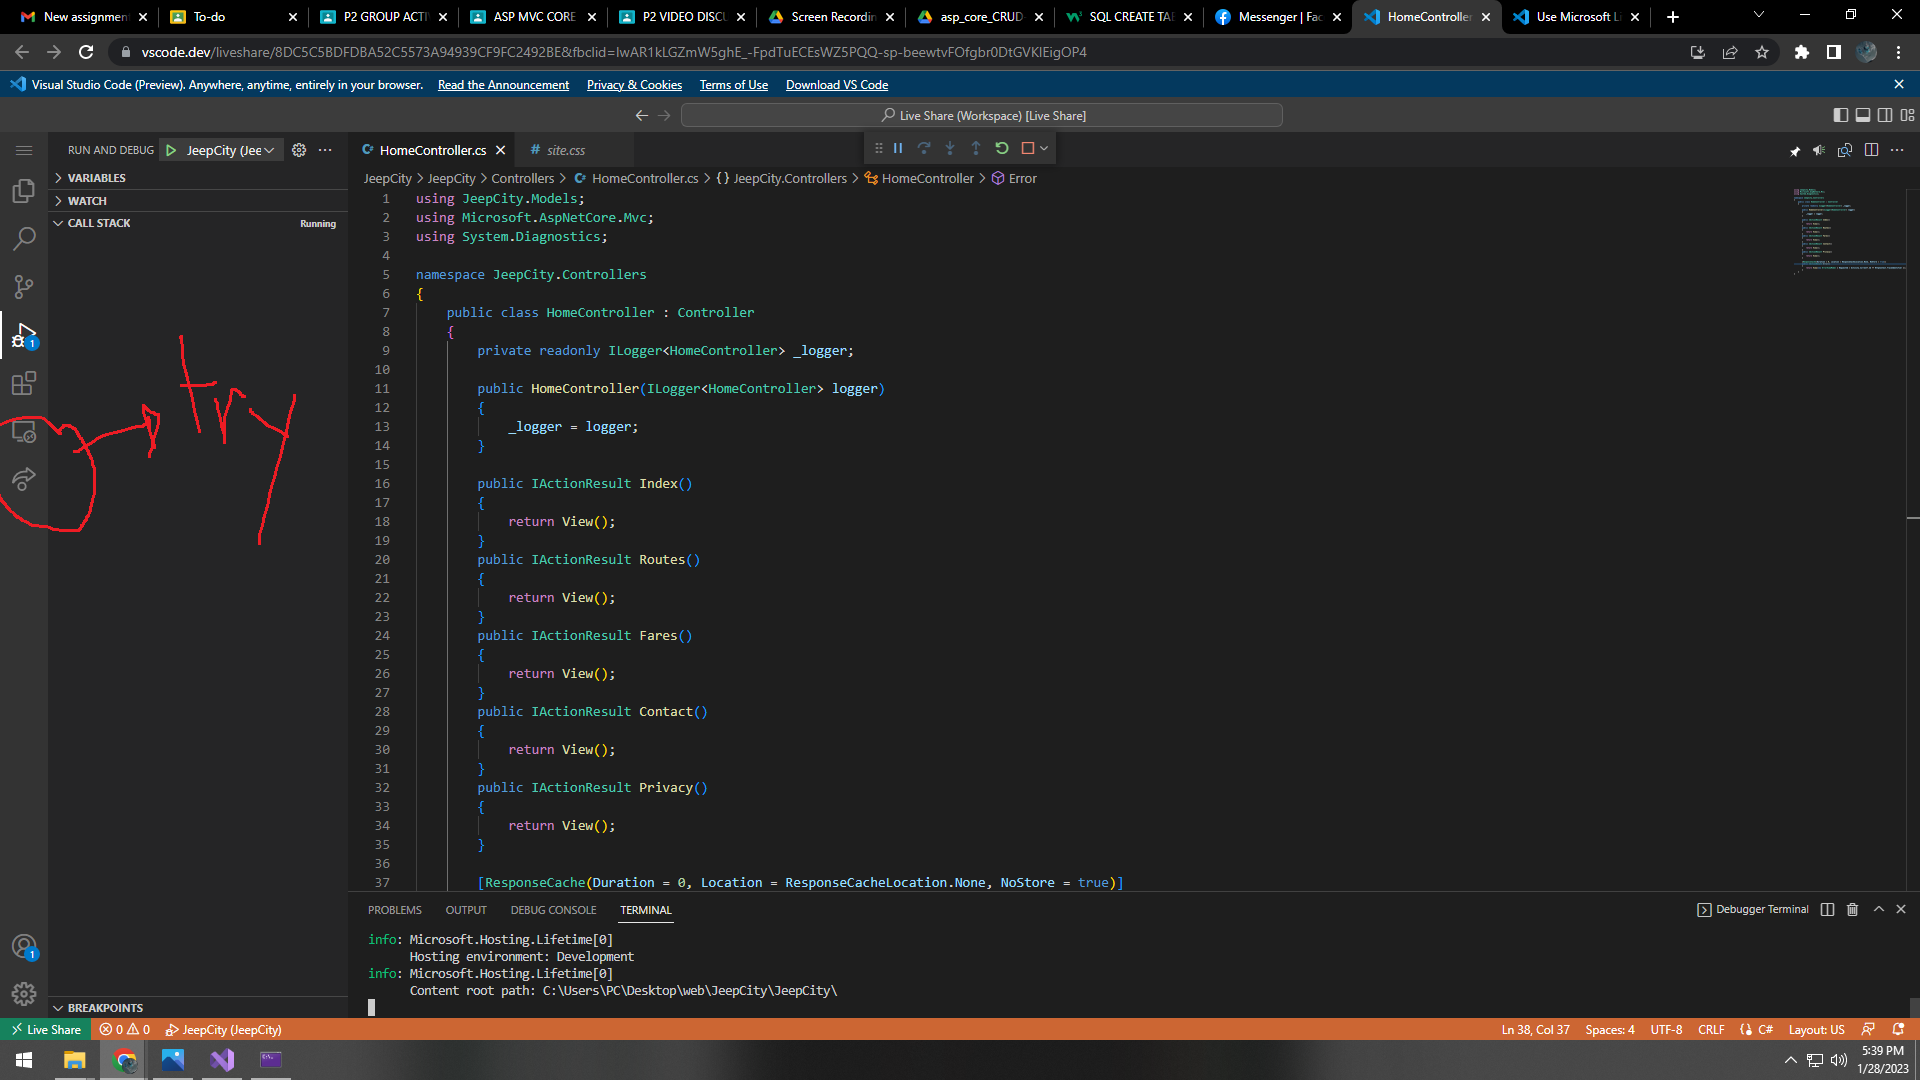 New assignment
To-do
P2 GROUP ACTI
ASP MVC CORE
P2 VIDEO DISCU
Screen Recordin
asp_core_CRUD
SQL CREATE TA
Messenger | Fac
HomeController
Use Microsoft Li
vscode.dev/liveshare/8DC5C5BDFDBA52C5573A94939CF9FC2492BE&fbclid=IwAR1kLGZmW5ghE_-FpdTuECEsWZ5PQQ-sp-beewtvFOfgbr0DtGVKlEigOP4
Visual Studio Code (Preview). Anywhere, anytime, entirely in your browser. Read the Announcement Privacy & Cookies Terms of Use Download VS Code
Live Share (Workspace) [Live Share]
RUN AND DEBUG JeepCity (Jee
HomeController.cs
# site.css
VARIABLES
WATCH
CALL STACK Running
JeepCity > JeepCity > Controllers > HomeController.cs > {} JeepCity.Controllers > HomeController > Error
1 using JeepCity.Models;
2 using Microsoft.AspNetCore.Mvc;
3 using System.Diagnostics;
4
5 namespace JeepCity.Controllers
6 {
7 public class HomeController : Controller
8 {
9 private readonly ILogger<HomeController> _logger;
10
11 public HomeController(ILogger<HomeController> logger)
12 {
13 _logger = logger;
14 }
15
16 public IActionResult Index()
17 {
18 return View();
19 }
20 public IActionResult Routes()
21 {
22 return View();
23 }
24 public IActionResult Fares()
25 {
26 return View();
27 }
28 public IActionResult Contact()
29 {
30 return View();
31 }
32 public IActionResult Privacy()
33 {
34 return View();
35 }
36
37 [ResponseCache(Duration = 0, Location = ResponseCacheLocation.None, NoStore = true)]
1
try
1
PROBLEMS OUTPUT DEBUG CONSOLE TERMINAL
Debugger Terminal
info: Microsoft.Hosting.Lifetime[0]
Hosting environment: Development
info: Microsoft.Hosting.Lifetime[0]
Content root path: C:\Users\PC\Desktop\web\JeepCity\JeepCity\
BREAKPOINTS
Live Share 0 0 JeepCity (JeepCity)
Ln 38, Col 37 Spaces: 4 UTF-8 CRLF {} C# Layout: US
5:39 PM
1/28/2023